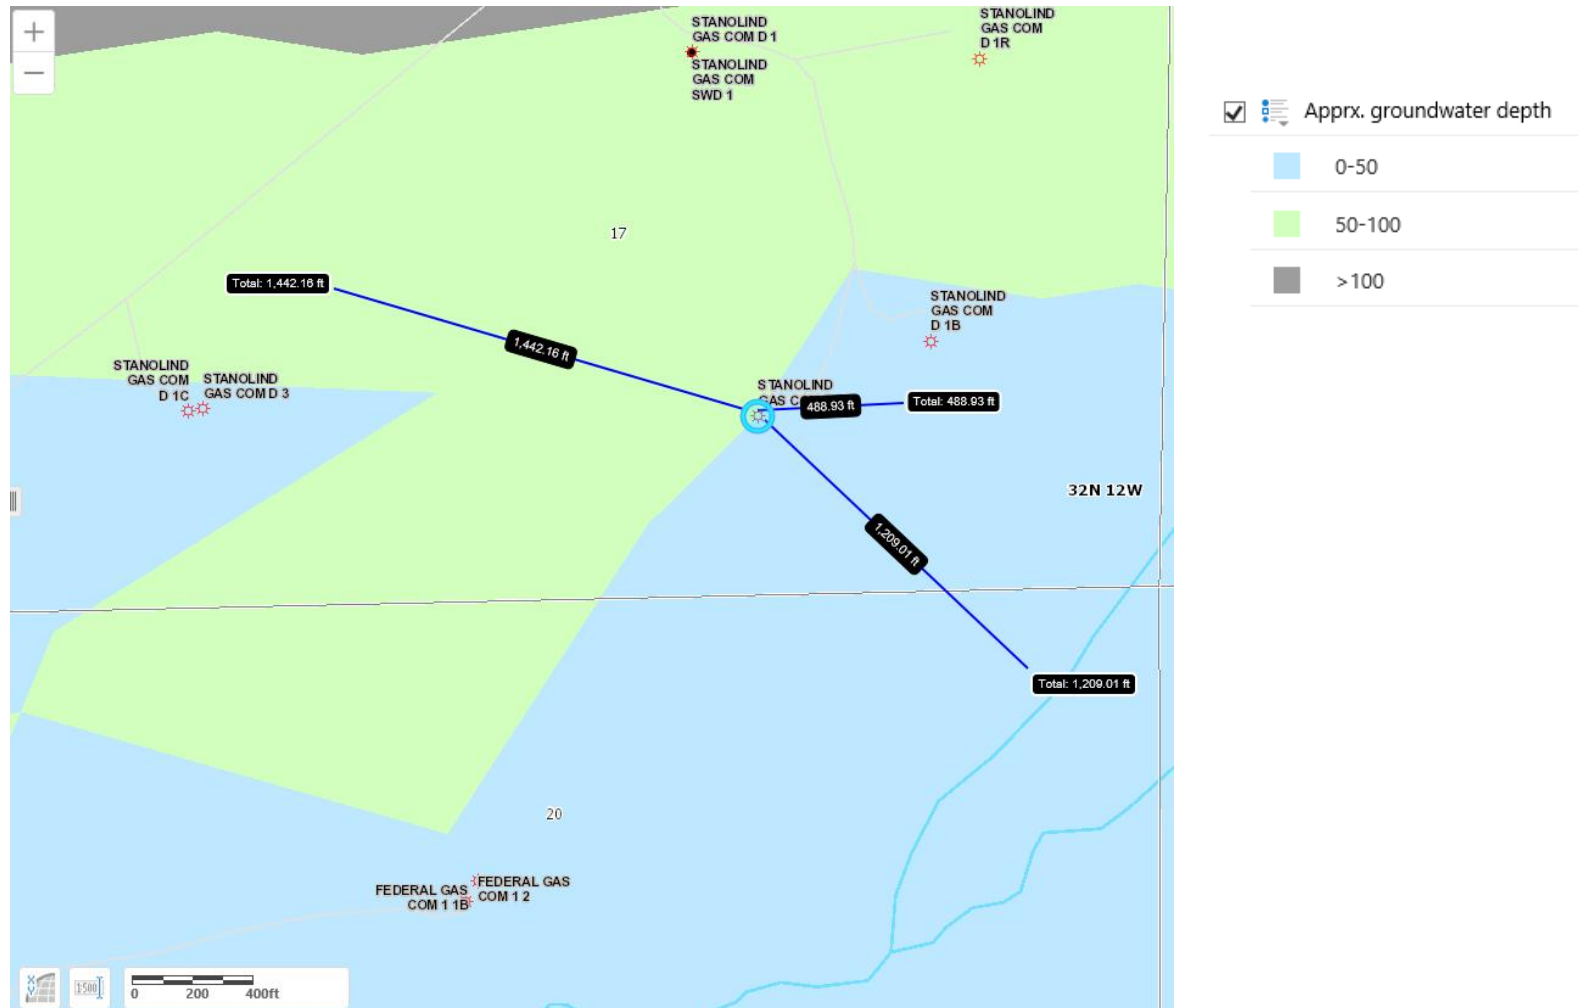 STANOLIND
GAS COM D 1
STANOLIND
GAS COM
SWD 1
STANOLIND
GAS COM
D 1R
17
Total: 1,442.16 ft
1,442.16 ft
STANOLIND
GAS COM
D 1B
STANOLIND
GAS COM
D 1C
STANOLIND
GAS COM D 3
STANOLIND
GAS
488.93 ft
Total: 488.93 ft
32N 12W
1,209.01 ft
Total: 1,209.01 ft
20
FEDERAL GAS
COM 1 1B
FEDERAL GAS
COM 1 2
1:500
0 200 400ft
Apprx. groundwater depth
0-50
50-100
>100